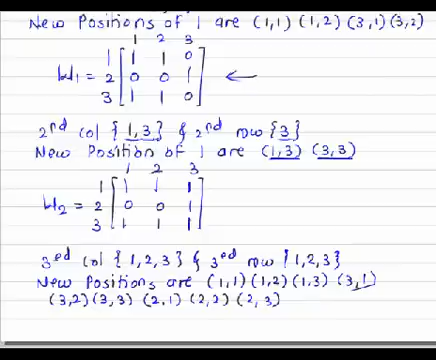 New Positions of 1 are (1,1) (1,2) (3,1) (3,2)
1 2 3
1 1 1 0
W1 = 2 0 0 1 ←
3 1 1 0
2nd col {1,3} & 2nd row {3}
New Position of 1 are (1,3) (3,3)
1 2 3
1 1 1 1
W2 = 2 0 0 1
3 1 1 1
3rd col {1,2,3} & 3rd row {1,2,3}
New Positions are (1,1) (1,2) (1,3) (3,1)
(3,2) (3,3) (2,1) (2,2) (2,3)